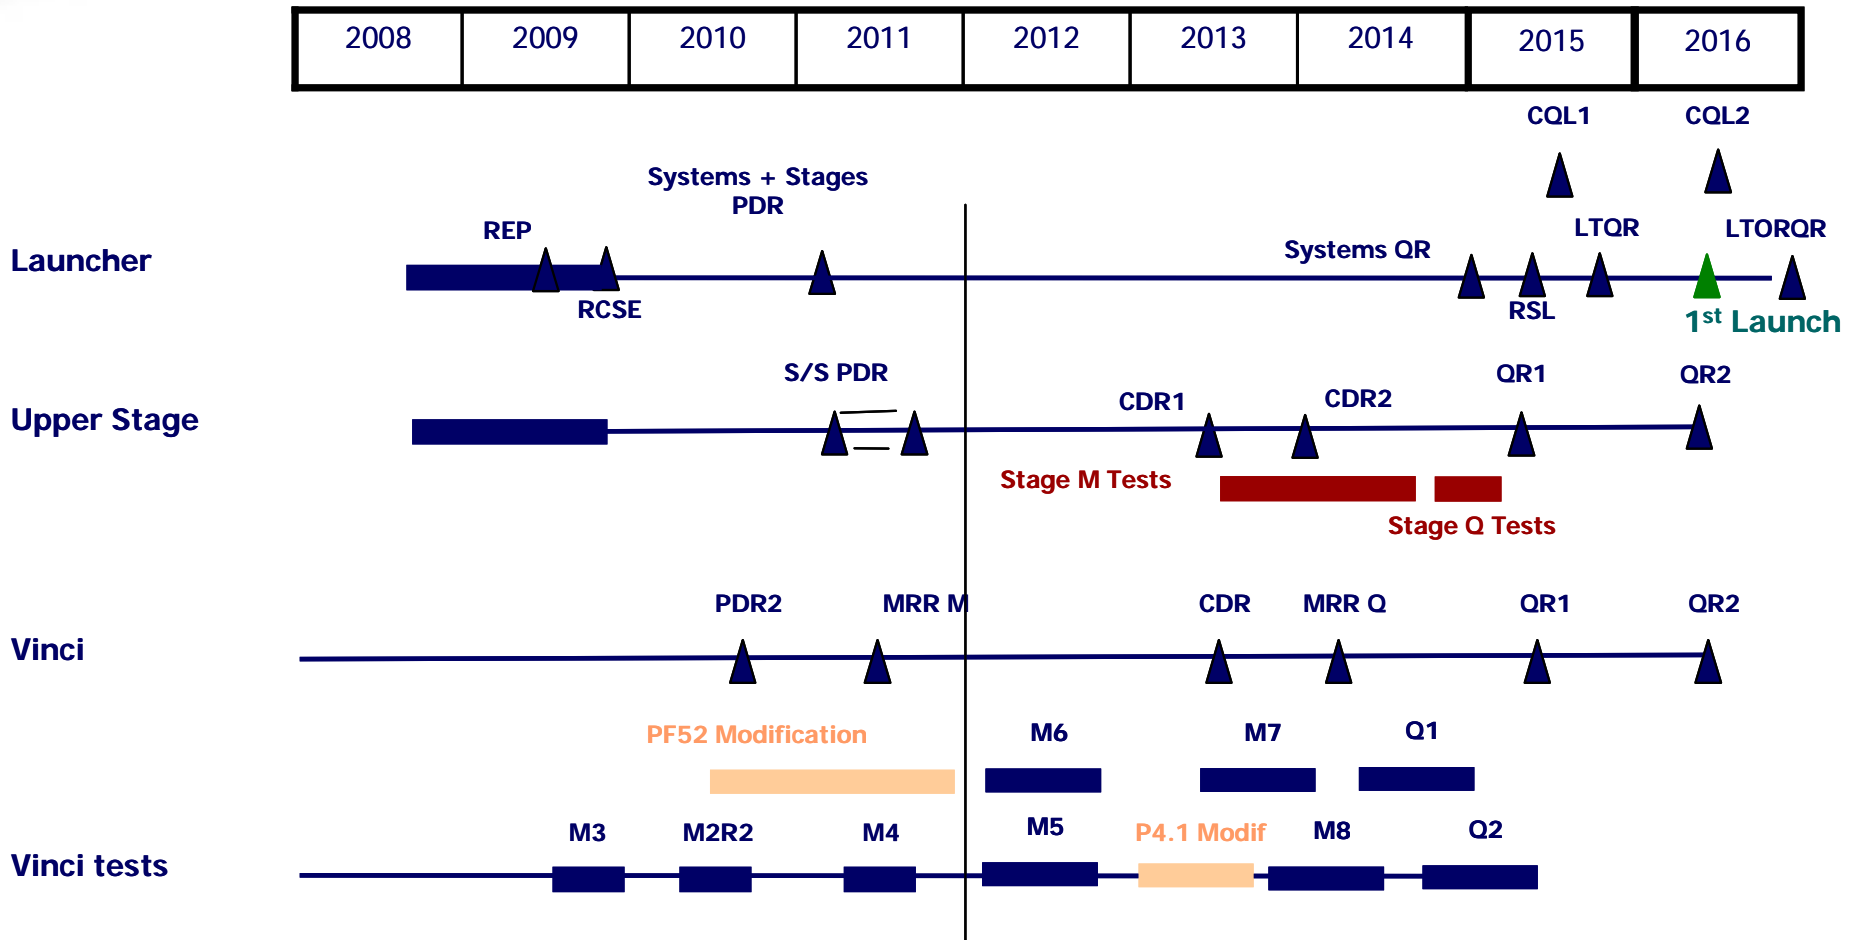 2008 2009 2010 2011 2012 2013 2014 2015 2016
CQL1 CQL2
Systems + Stages
PDR
REP LTQR LTORQR
Launcher Systems QR
RCSE RSL 1st Launch
S/S PDR QR1 QR2
Upper Stage CDR1 CDR2
Stage M Tests
Stage Q Tests
PDR2 MRR M CDR MRR Q QR1 QR2
Vinci
PF52 Modification M6 M7 Q1
M3 M2R2 M4 M5 P4.1 Modif M8 Q2
Vinci tests